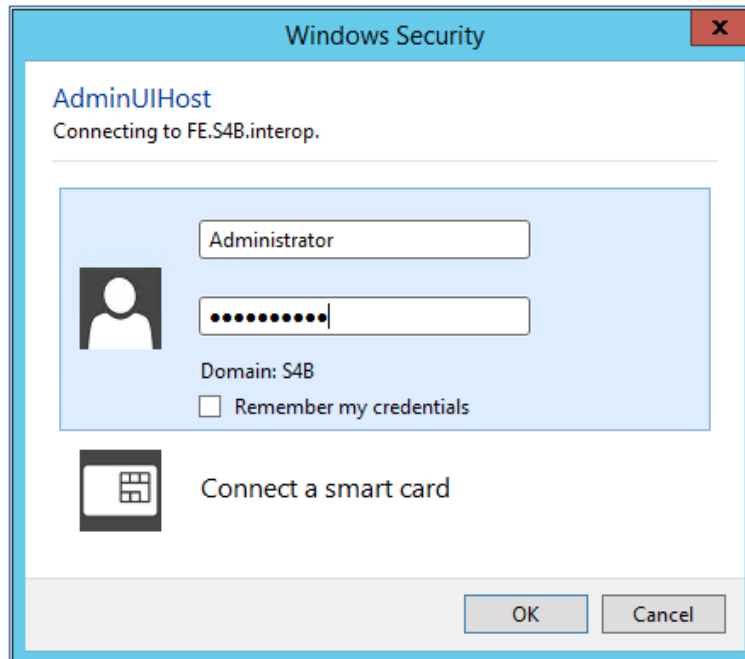 Windows Security
x
AdminUIHost
Connecting to FE.S4B.interop.
Administrator
●●●●●●●●●●
Domain: S4B
Remember my credentials
Connect a smart card
OK
Cancel